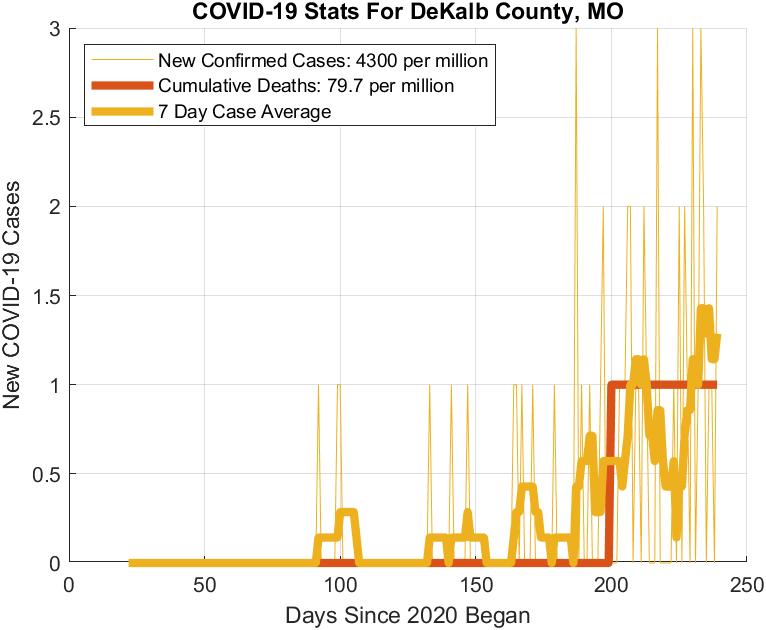 COVID-19 Stats For DeKalb County, MO
New Confirmed Cases: 4300 per million
Cumulative Deaths: 79.7 per million
7 Day Case Average
New COVID-19 Cases
3
2.5
2
1.5
1
0.5
0
0 50 100 150 200 250
Days Since 2020 Began